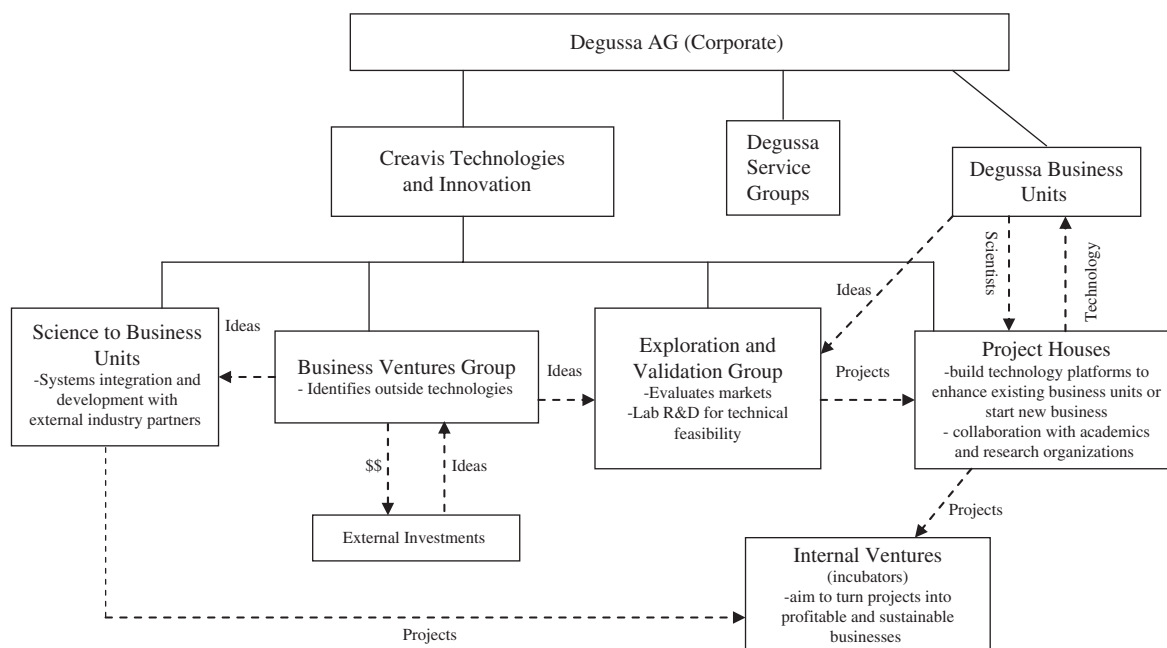 Degussa AG (Corporate)
Creavis Technologies
and Innovation
Degussa
Service
Groups
Degussa Business
Units
Scientists
Technology
Ideas
Science to Business
Units
-Systems integration and
development with
external industry partners
Ideas
Business Ventures Group
- Identifies outside technologies
Ideas
Exploration and
Validation Group
-Evaluates markets
-Lab R&D for technical
feasibility
Projects
Project Houses
-build technology platforms to
enhance existing business units or
start new business
- collaboration with academics
and research organizations
$$
Ideas
External Investments
Projects
Internal Ventures
(incubators)
-aim to turn projects into
profitable and sustainable
businesses
Projects